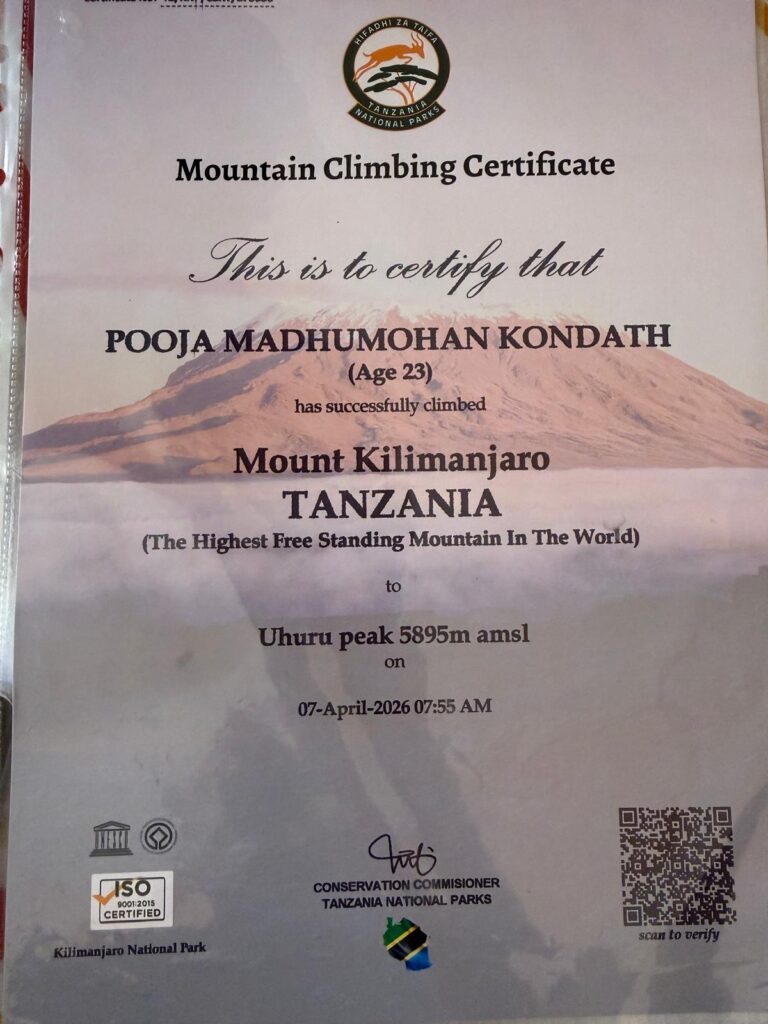 HIFADHI ZA TAIFA
TANZANIA
NATIONAL PARKS
Mountain Climbing Certificate
This is to certify that
POOJA MADHUMOHAN KONDATH
(Age 23)
has successfully climbed
Mount Kilimanjaro
TANZANIA
(The Highest Free Standing Mountain In The World)
to
Uhuru peak 5895m amsl
on
07-April-2026 07:55 AM
UNESCO
ISO
9001:2015
CERTIFIED
Kilimanjaro National Park
CONSERVATION COMMISIONER
TANZANIA NATIONAL PARKS
scan to verify